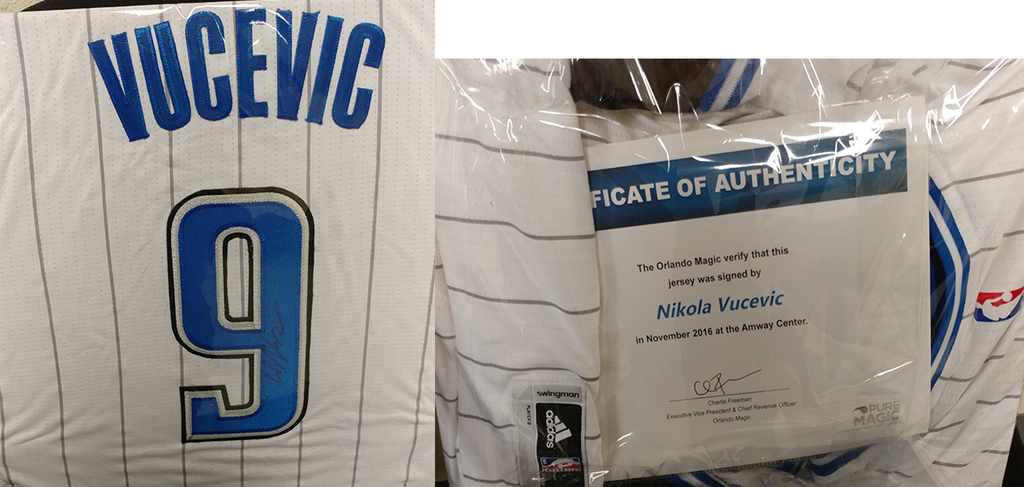 VUCEVIC
9
FICATE OF AUTHENTICITY
The Orlando Magic verify that this
jersey was signed by
Nikola Vucevic
in November 2016 at the Amway Center.
Charlie Freeman
Executive Vice President & Chief Revenue Officer
Orlando Magic
PURE
MAGIC
swingman
adidas